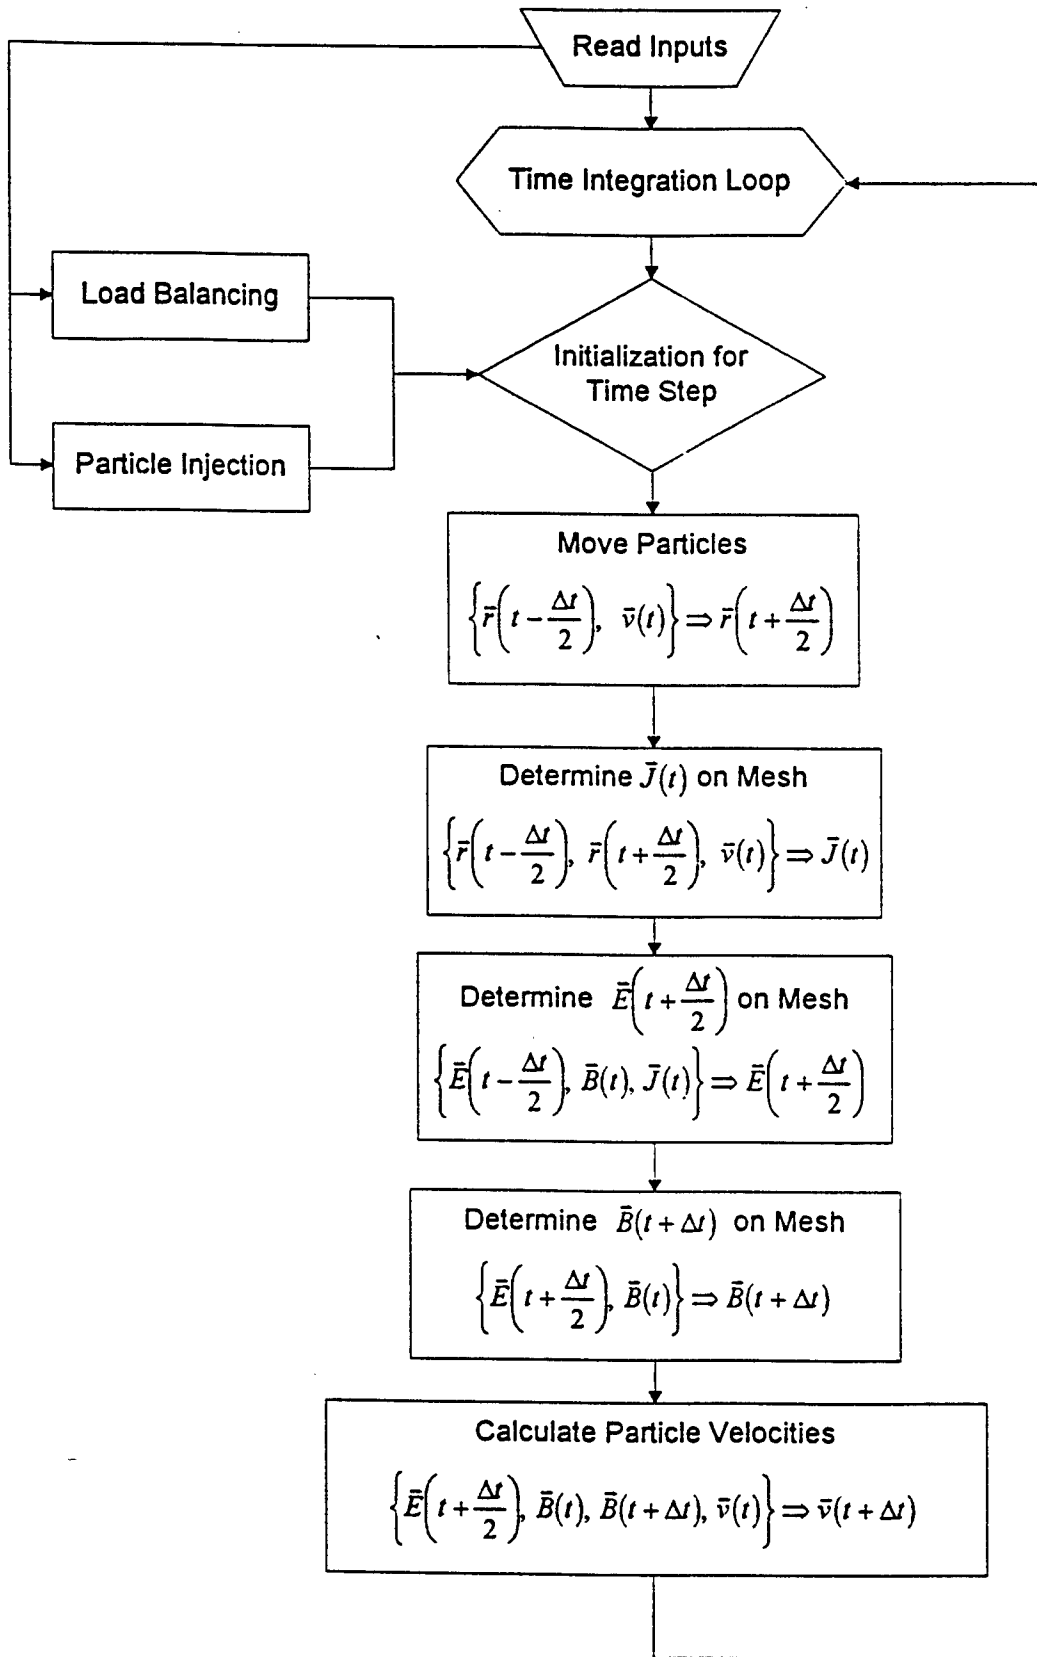 Read Inputs
Time Integration Loop
Load Balancing
Initialization for
Time Step
Particle Injection
Move Particles
{r̄(t − Δt/2), v̄(t)} ⇒ r̄(t + Δt/2)
Determine J̄(t) on Mesh
{r̄(t − Δt/2), r̄(t + Δt/2), v̄(t)} ⇒ J̄(t)
Determine Ē(t + Δt/2) on Mesh
{Ē(t − Δt/2), B̄(t), J̄(t)} ⇒ Ē(t + Δt/2)
Determine B̄(t + Δt) on Mesh
{Ē(t + Δt/2), B̄(t)} ⇒ B̄(t + Δt)
Calculate Particle Velocities
{Ē(t + Δt/2), B̄(t), B̄(t + Δt), v̄(t)} ⇒ v̄(t + Δt)